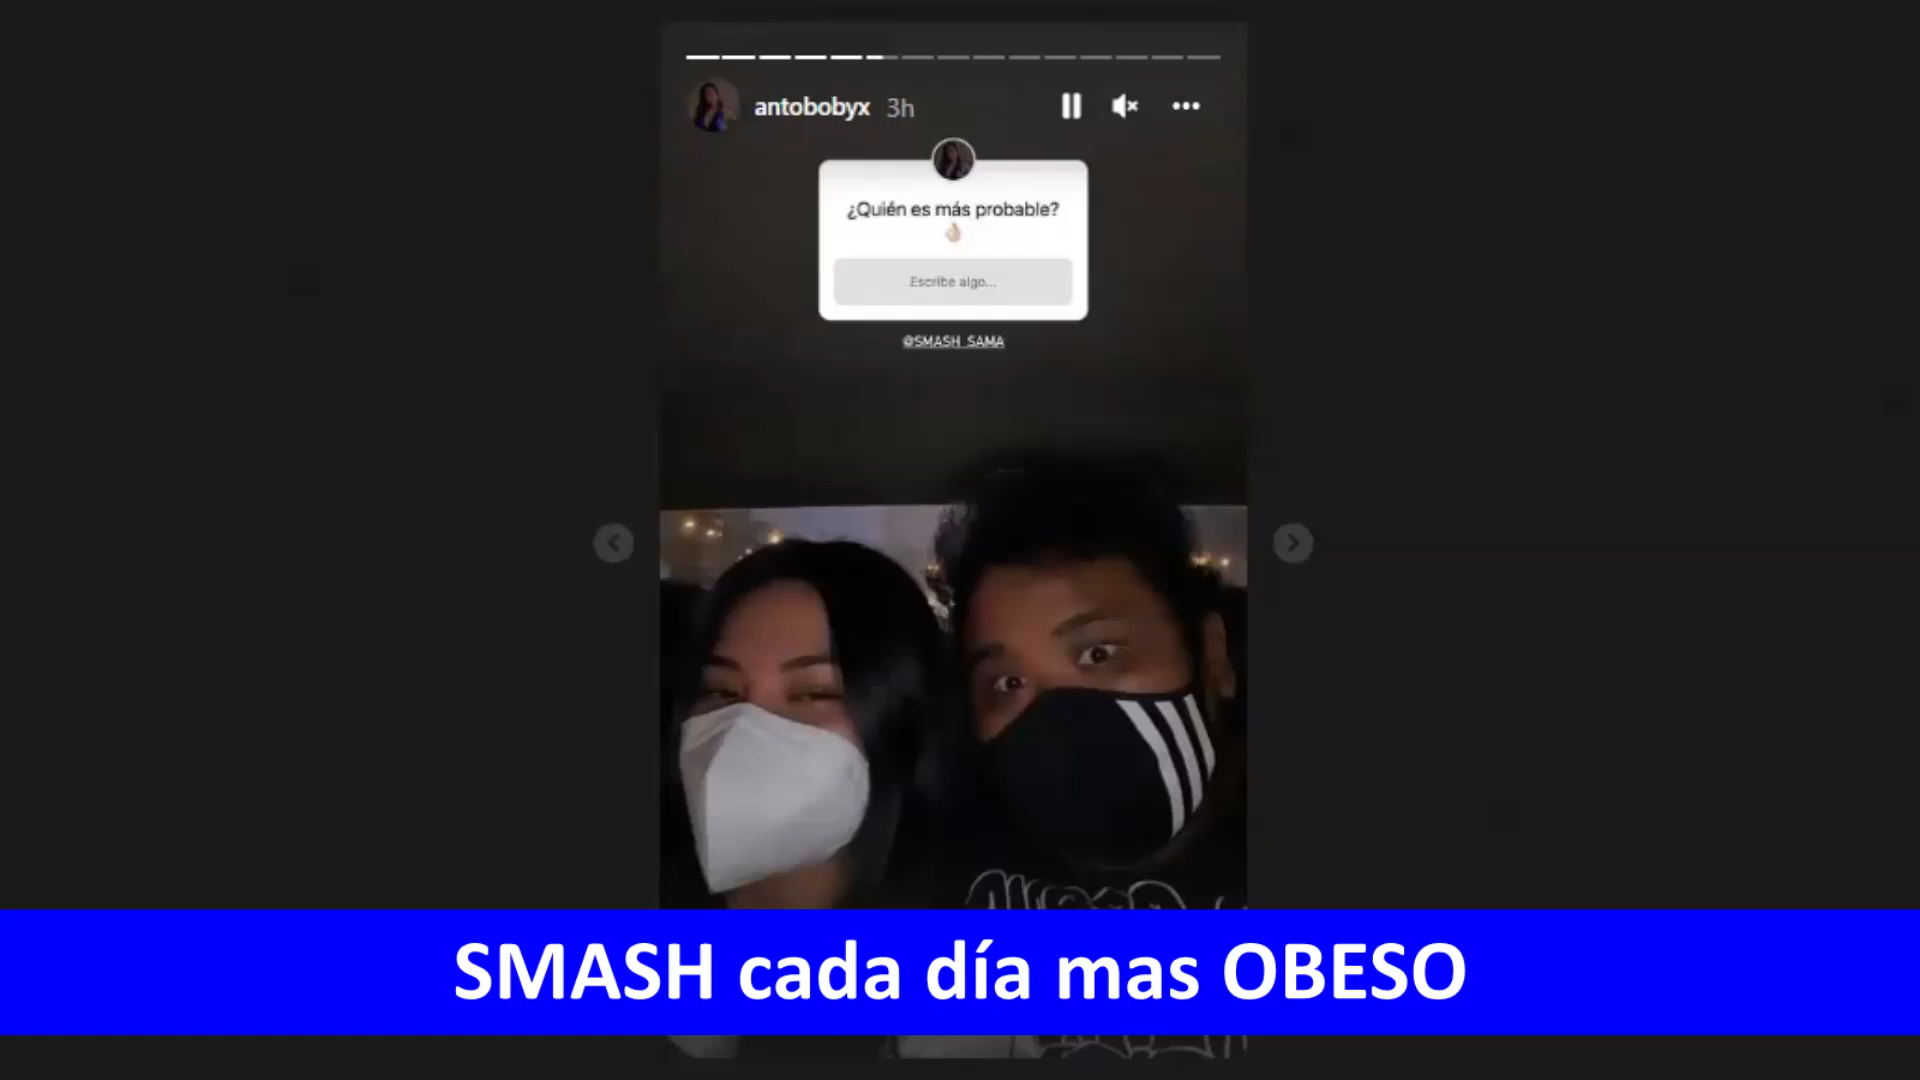 antobobyx 3h
¿Quién es más probable?
👌🏼
Escribe algo...
@SMASH_SAMA
SMASH cada día mas OBESO